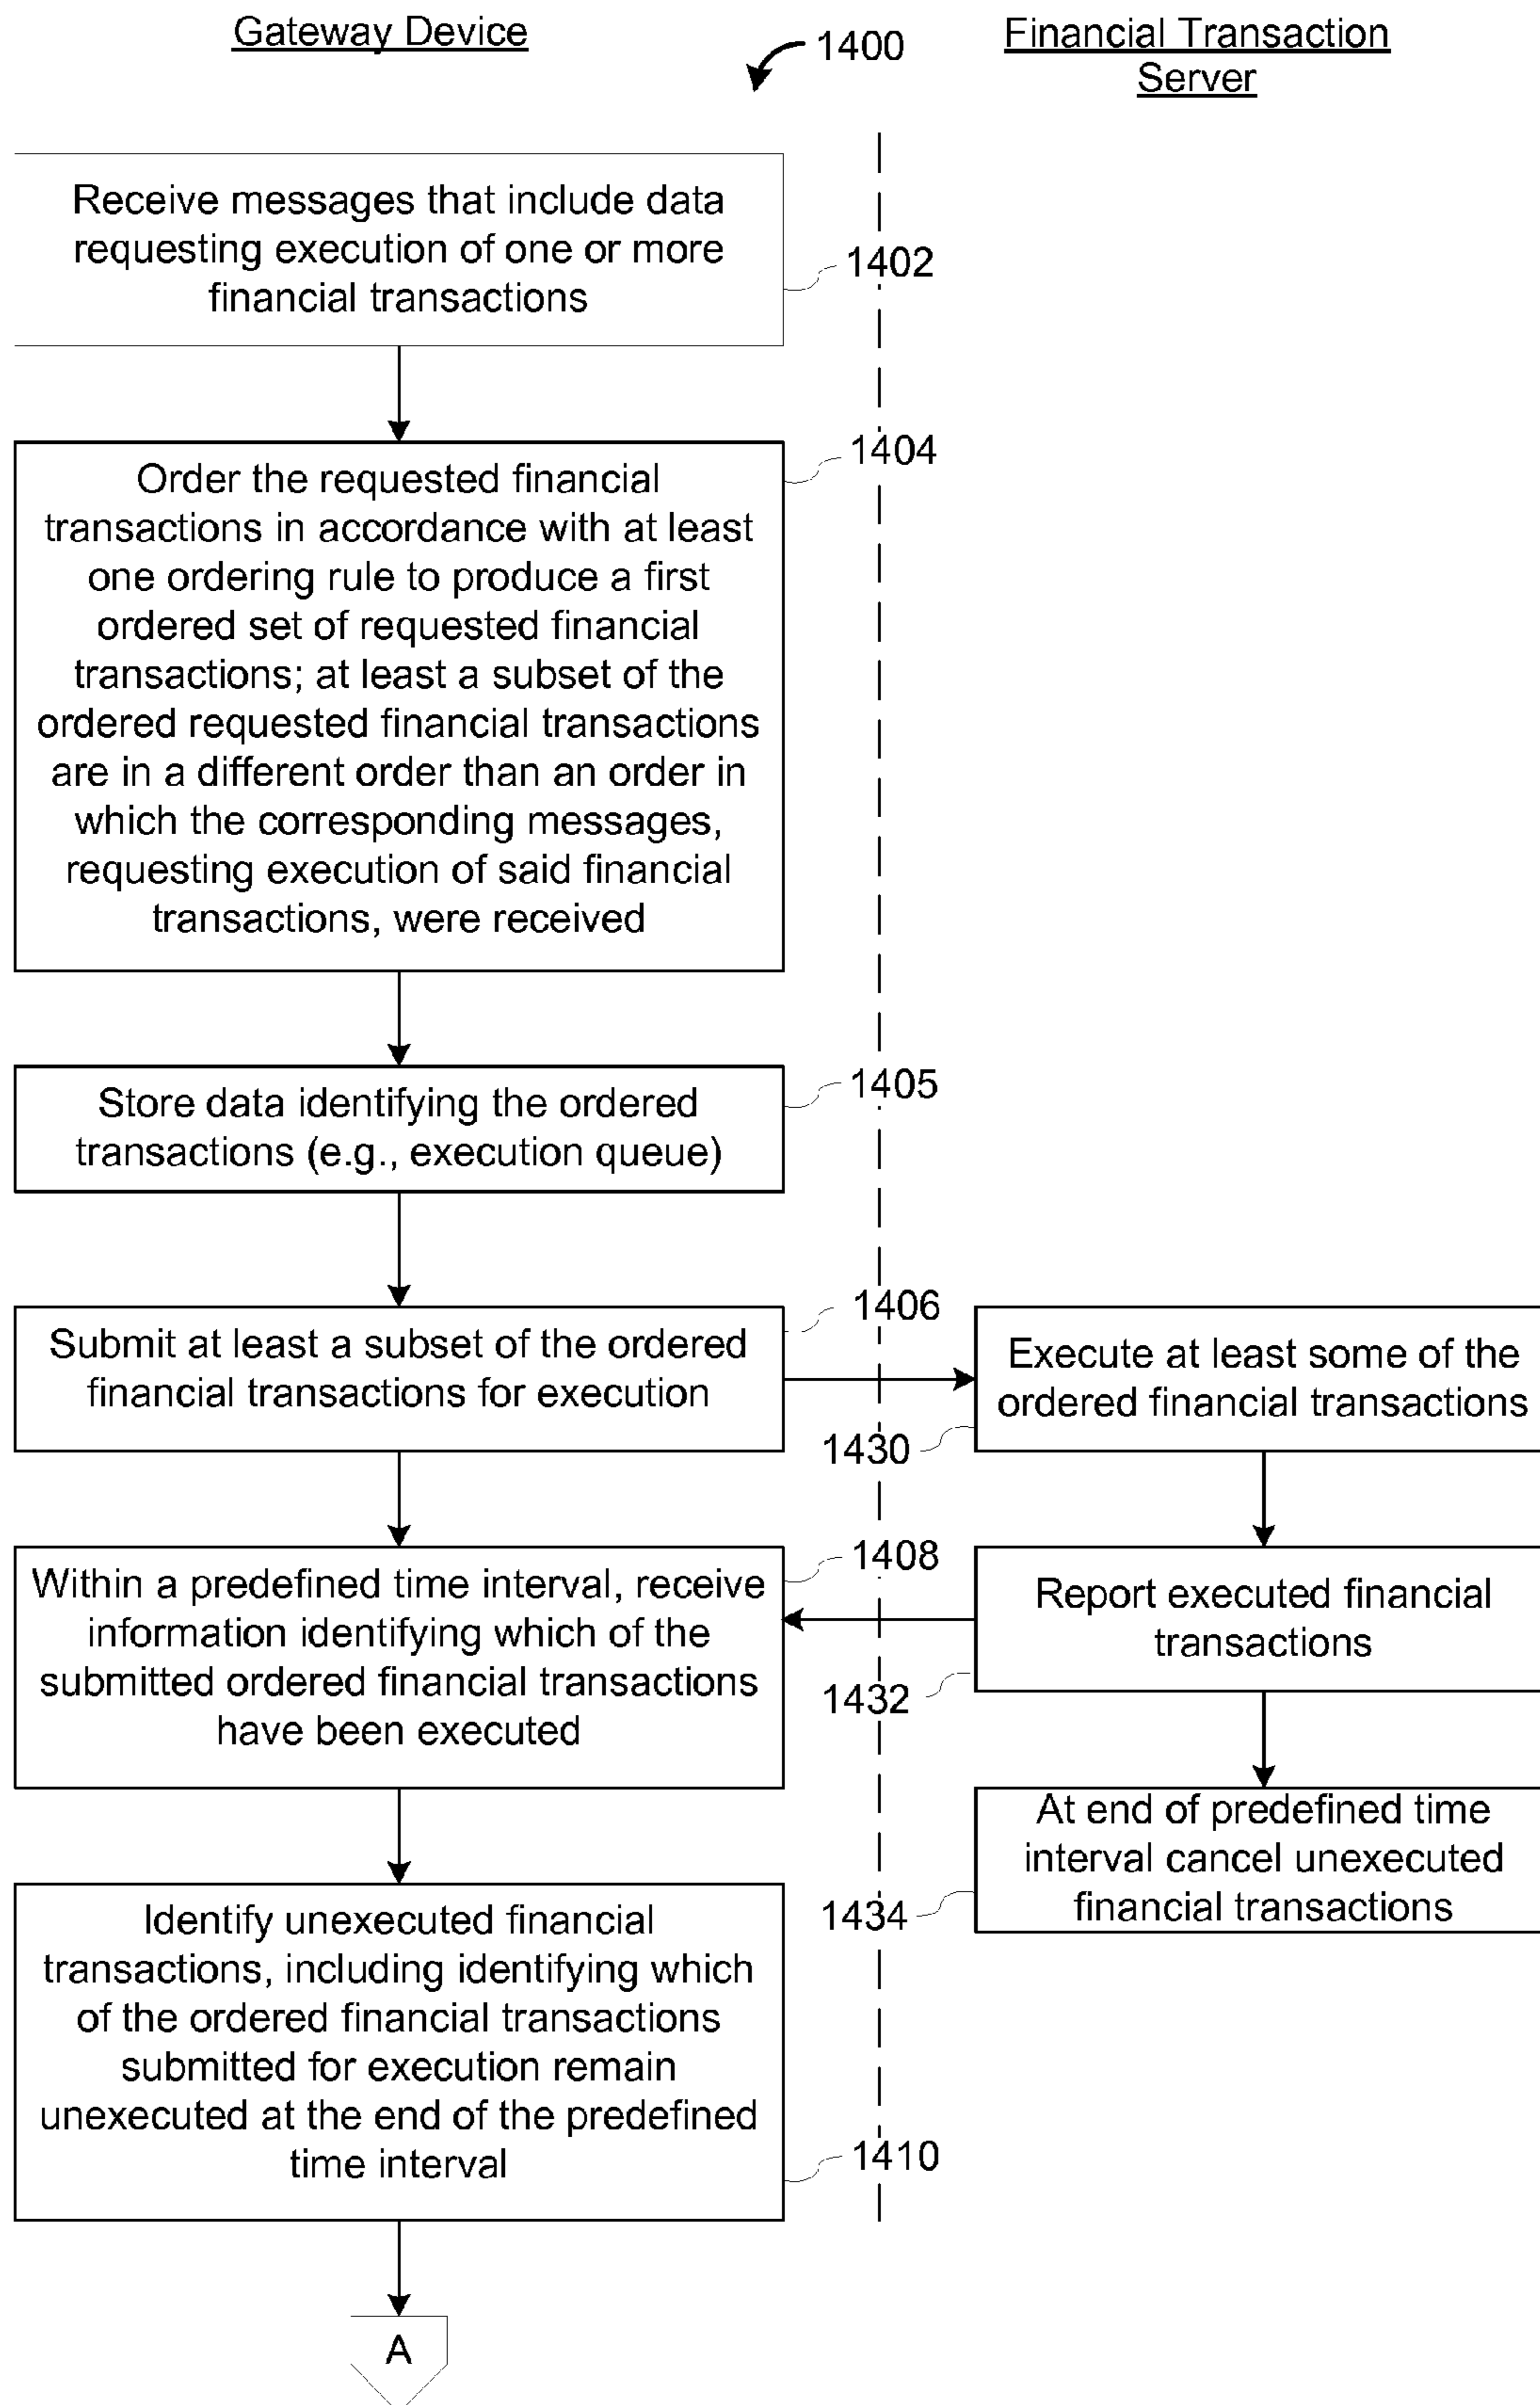 Gateway Device
1400
Financial Transaction
Server
Receive messages that include data
requesting execution of one or more
financial transactions
1402
Order the requested financial
transactions in accordance with at least
one ordering rule to produce a first
ordered set of requested financial
transactions; at least a subset of the
ordered requested financial transactions
are in a different order than an order in
which the corresponding messages,
requesting execution of said financial
transactions, were received
1404
Store data identifying the ordered
transactions (e.g., execution queue)
1405
Submit at least a subset of the ordered
financial transactions for execution
1406
Execute at least some of the
ordered financial transactions
1430
Within a predefined time interval, receive
information identifying which of the
submitted ordered financial transactions
have been executed
1408
Report executed financial
transactions
1432
At end of predefined time
interval cancel unexecuted
financial transactions
1434
Identify unexecuted financial
transactions, including identifying which
of the ordered financial transactions
submitted for execution remain
unexecuted at the end of the predefined
time interval
1410
A